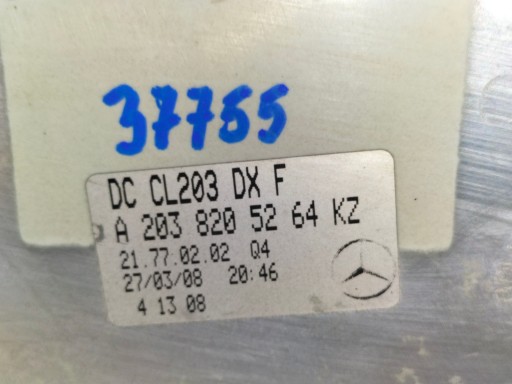 37755
DC CL203 DX F
A 203 820 52 64 KZ
21.77.02.02 Q4
27/03/08 20:46
4 13 08